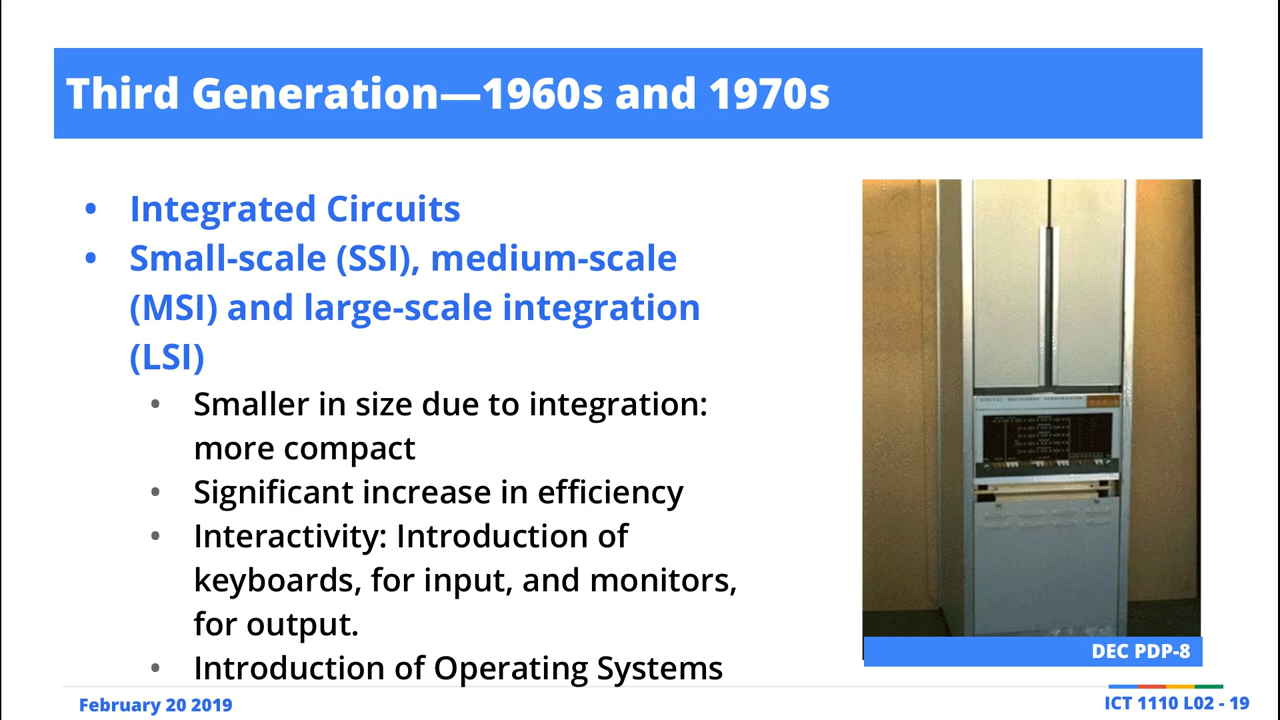 Third Generation—1960s and 1970s
• Integrated Circuits
• Small-scale (SSI), medium-scale
(MSI) and large-scale integration
(LSI)
• Smaller in size due to integration:
more compact
• Significant increase in efficiency
• Interactivity: Introduction of
keyboards, for input, and monitors,
for output.
• Introduction of Operating Systems
DEC PDP-8
February 20 2019
ICT 1110 L02 - 19